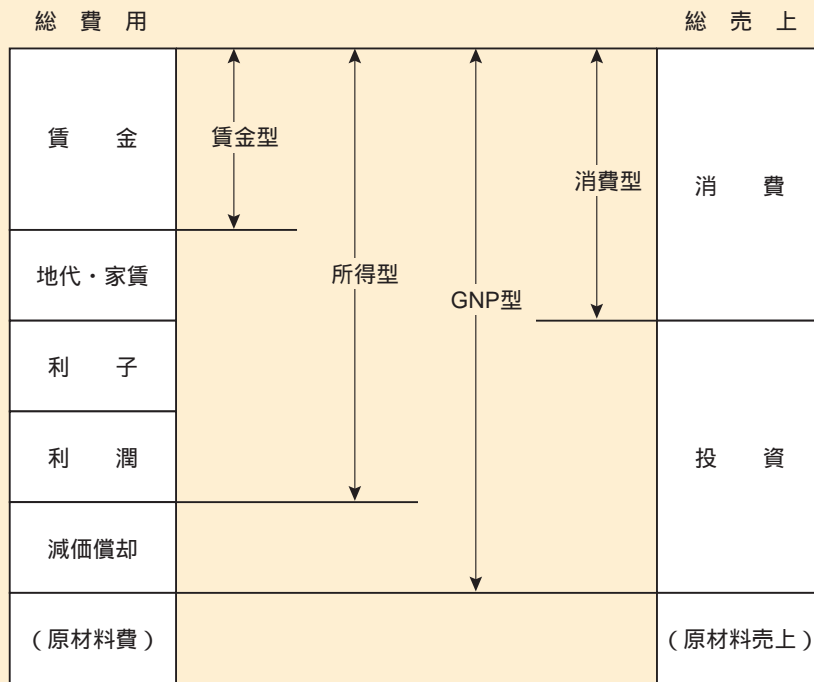 総費用
総売上
賃金
賃金型
消費型
消費
地代・家賃
所得型
GNP型
利子
利潤
投資
減価償却
（原材料費）
（原材料売上）